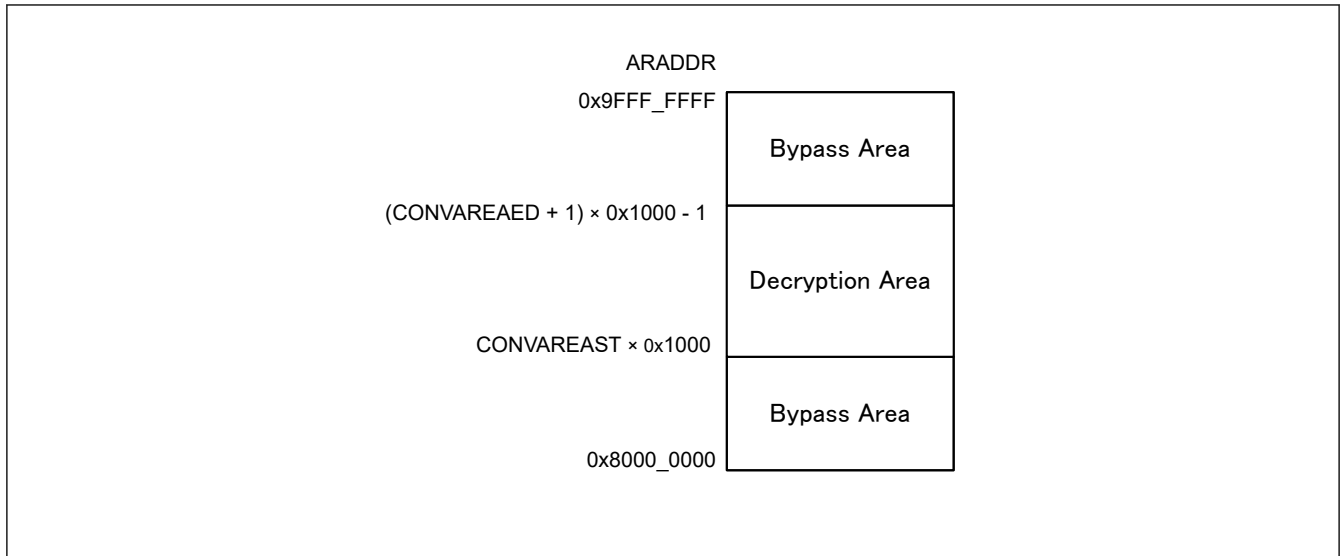 ARADDR
0x9FFF_FFFF
Bypass Area
(CONVAREAED + 1) × 0x1000 - 1
Decryption Area
CONVAREAST × 0x1000
Bypass Area
0x8000_0000